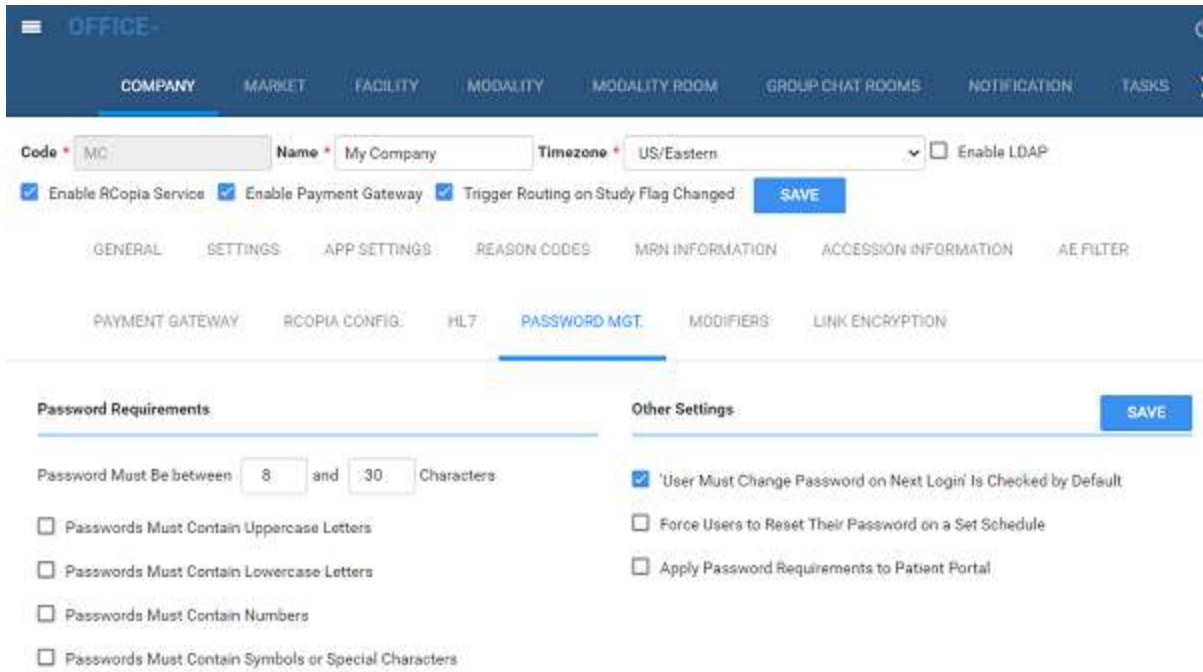 OFFICE-
COMPANY MARKET FACILITY MODALITY MODALITY ROOM GROUP CHAT ROOMS NOTIFICATION TASKS
Code * MC Name * My Company Timezone * US/Eastern Enable LDAP
Enable RCopia Service Enable Payment Gateway Trigger Routing on Study Flag Changed SAVE
GENERAL SETTINGS APP SETTINGS REASON CODES MRN INFORMATION ACCESSION INFORMATION AE FILTER
PAYMENT GATEWAY RCOPIA CONFIG. HL7 PASSWORD MGT. MODIFIERS LINK ENCRYPTION
Password Requirements
Password Must Be between 8 and 30 Characters
Passwords Must Contain Uppercase Letters
Passwords Must Contain Lowercase Letters
Passwords Must Contain Numbers
Passwords Must Contain Symbols or Special Characters
Other Settings SAVE
'User Must Change Password on Next Login' Is Checked by Default
Force Users to Reset Their Password on a Set Schedule
Apply Password Requirements to Patient Portal